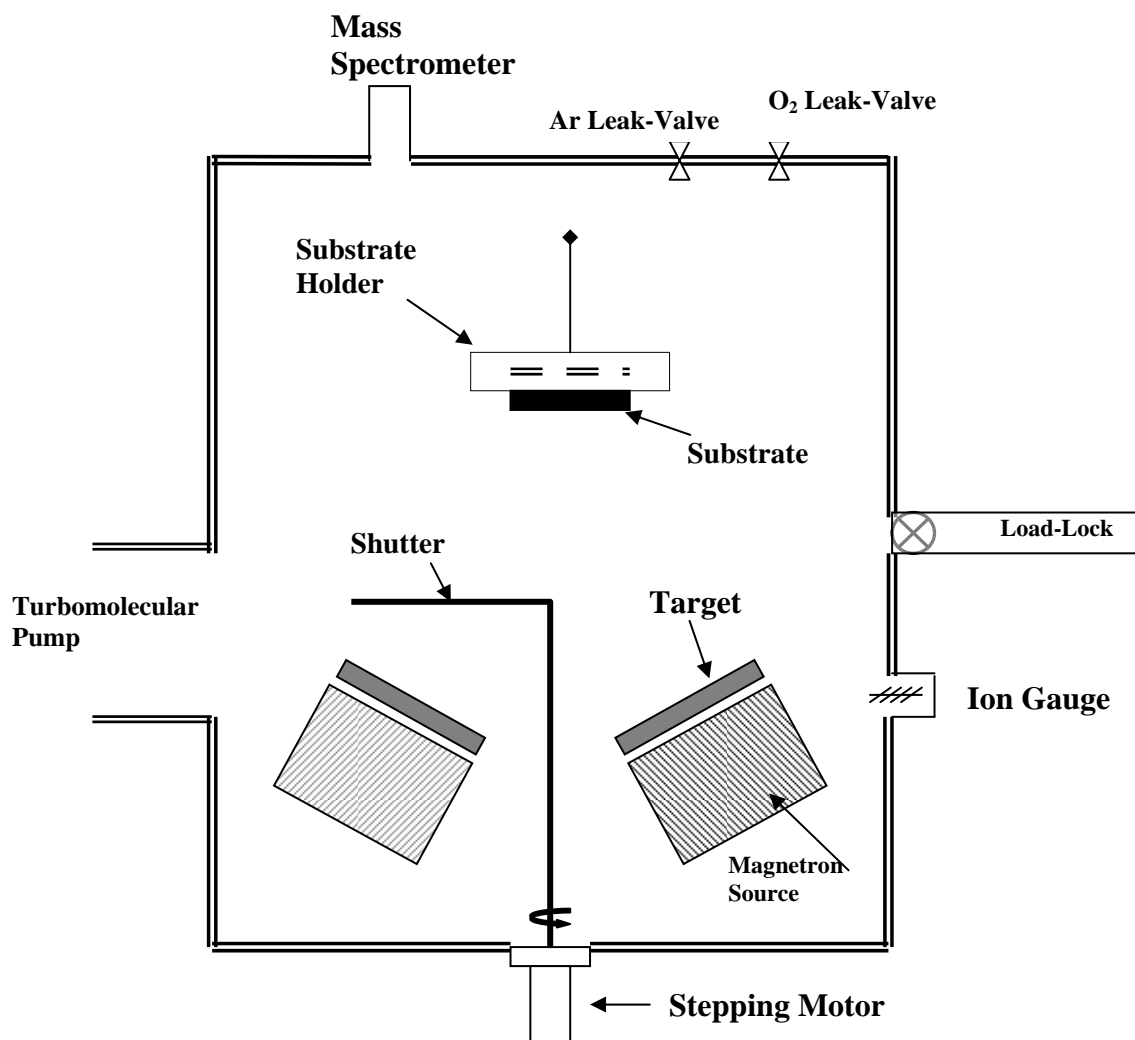 Mass
Spectrometer
O₂ Leak-Valve
Ar Leak-Valve
Substrate
Holder
Substrate
Load-Lock
Shutter
Turbomolecular
Pump
Target
Ion Gauge
Magnetron
Source
Stepping Motor